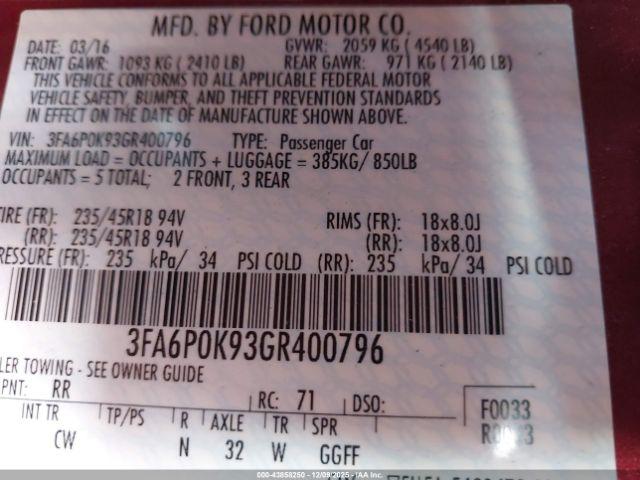 MFD. BY FORD MOTOR CO.
DATE: 03/16 GVWR: 2059 KG ( 4540 LB)
FRONT GAWR: 1093 KG ( 2410 LB) REAR GAWR: 971 KG ( 2140 LB)
THIS VEHICLE CONFORMS TO ALL APPLICABLE FEDERAL MOTOR
VEHICLE SAFETY, BUMPER, AND THEFT PREVENTION STANDARDS
IN EFFECT ON THE DATE OF MANUFACTURE SHOWN ABOVE.
VIN: 3FA6P0K93GR400796 TYPE: Passenger Car
MAXIMUM LOAD = OCCUPANTS + LUGGAGE = 385KG/ 850LB
OCCUPANTS = 5 TOTAL; 2 FRONT, 3 REAR
TIRE (FR): 235/45R18 94V RIMS (FR): 18x8.0J
(RR): 235/45R18 94V (RR): 18x8.0J
PRESSURE (FR): 235 kPa/ 34 PSI COLD (RR): 235 kPa/ 34 PSI COLD
3FA6P0K93GR400796
LER TOWING - SEE OWNER GUIDE
PNT: RR RC: 71 DSO: F0033
INT TR TP/PS R AXLE TR SPR
CW N 32 W GGFF
000-43858250 - 12/09/2025 - IAA Inc.